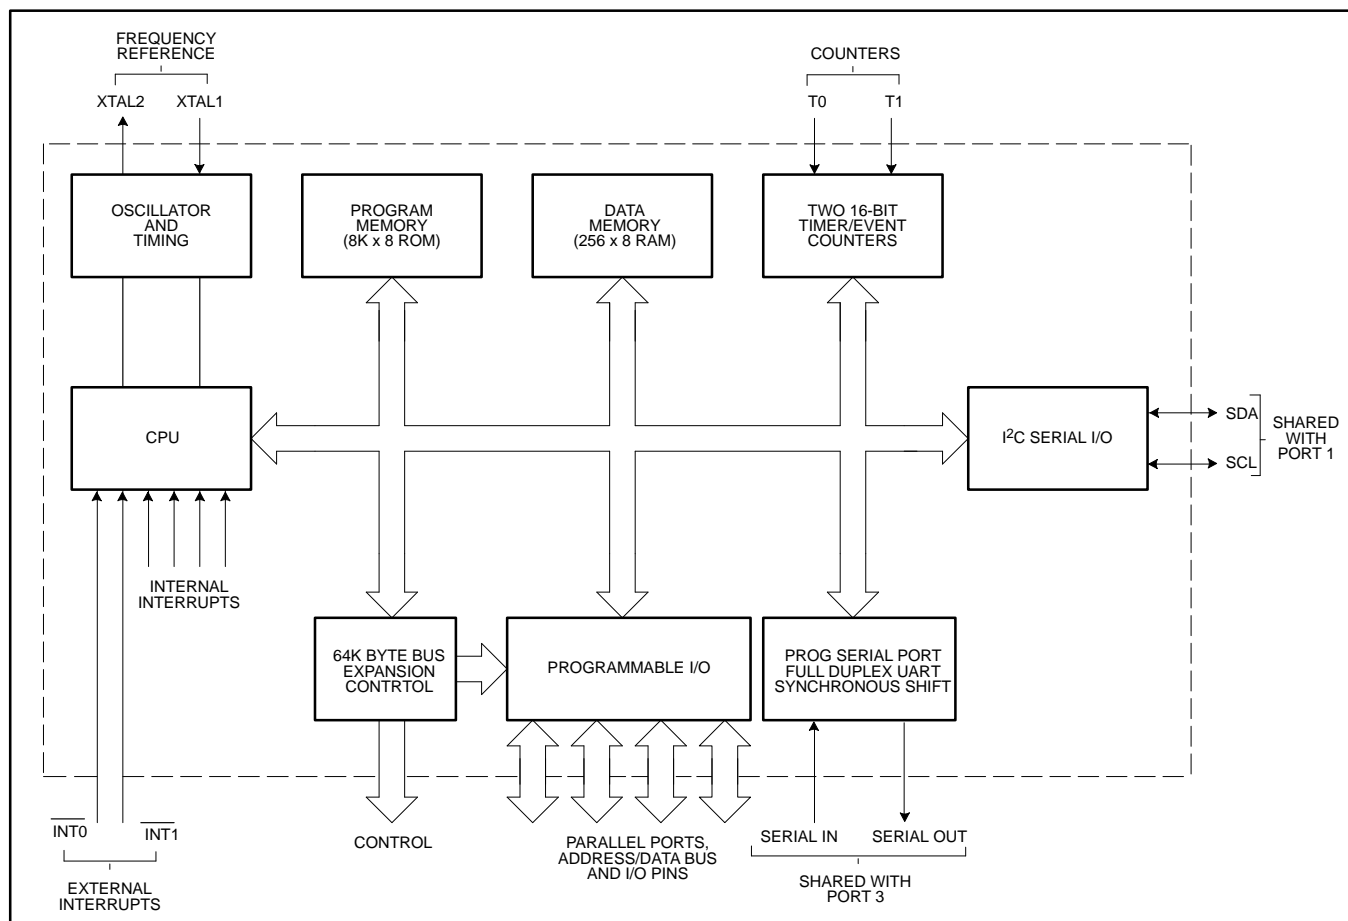 FREQUENCY
REFERENCE
COUNTERS
XTAL2 XTAL1
T0 T1
OSCILLATOR
AND
TIMING
PROGRAM
MEMORY
(8K x 8 ROM)
DATA
MEMORY
(256 x 8 RAM)
TWO 16-BIT
TIMER/EVENT
COUNTERS
CPU
I²C SERIAL I/O
SDA
SCL
SHARED
WITH
PORT 1
INTERNAL
INTERRUPTS
64K BYTE BUS
EXPANSION
CONTRTOL
PROGRAMMABLE I/O
PROG SERIAL PORT
FULL DUPLEX UART
SYNCHRONOUS SHIFT
INT0 INT1
EXTERNAL
INTERRUPTS
CONTROL
PARALLEL PORTS,
ADDRESS/DATA BUS
AND I/O PINS
SERIAL IN SERIAL OUT
SHARED WITH
PORT 3